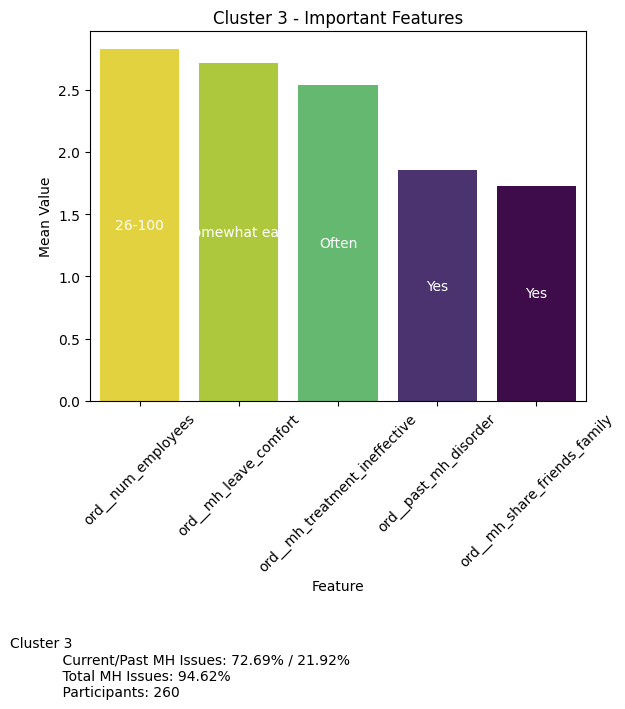 Cluster 3 - Important Features
Mean Value
2.5
2.0
1.5
1.0
0.5
0.0
26-100
omewhat ea
Often
Yes
Yes
ord__num_employees
ord__mh_leave_comfort
ord__mh_treatment_ineffective
ord__past_mh_disorder
ord__mh_share_friends_family
Feature
Cluster 3
Current/Past MH Issues: 72.69% / 21.92%
Total MH Issues: 94.62%
Participants: 260